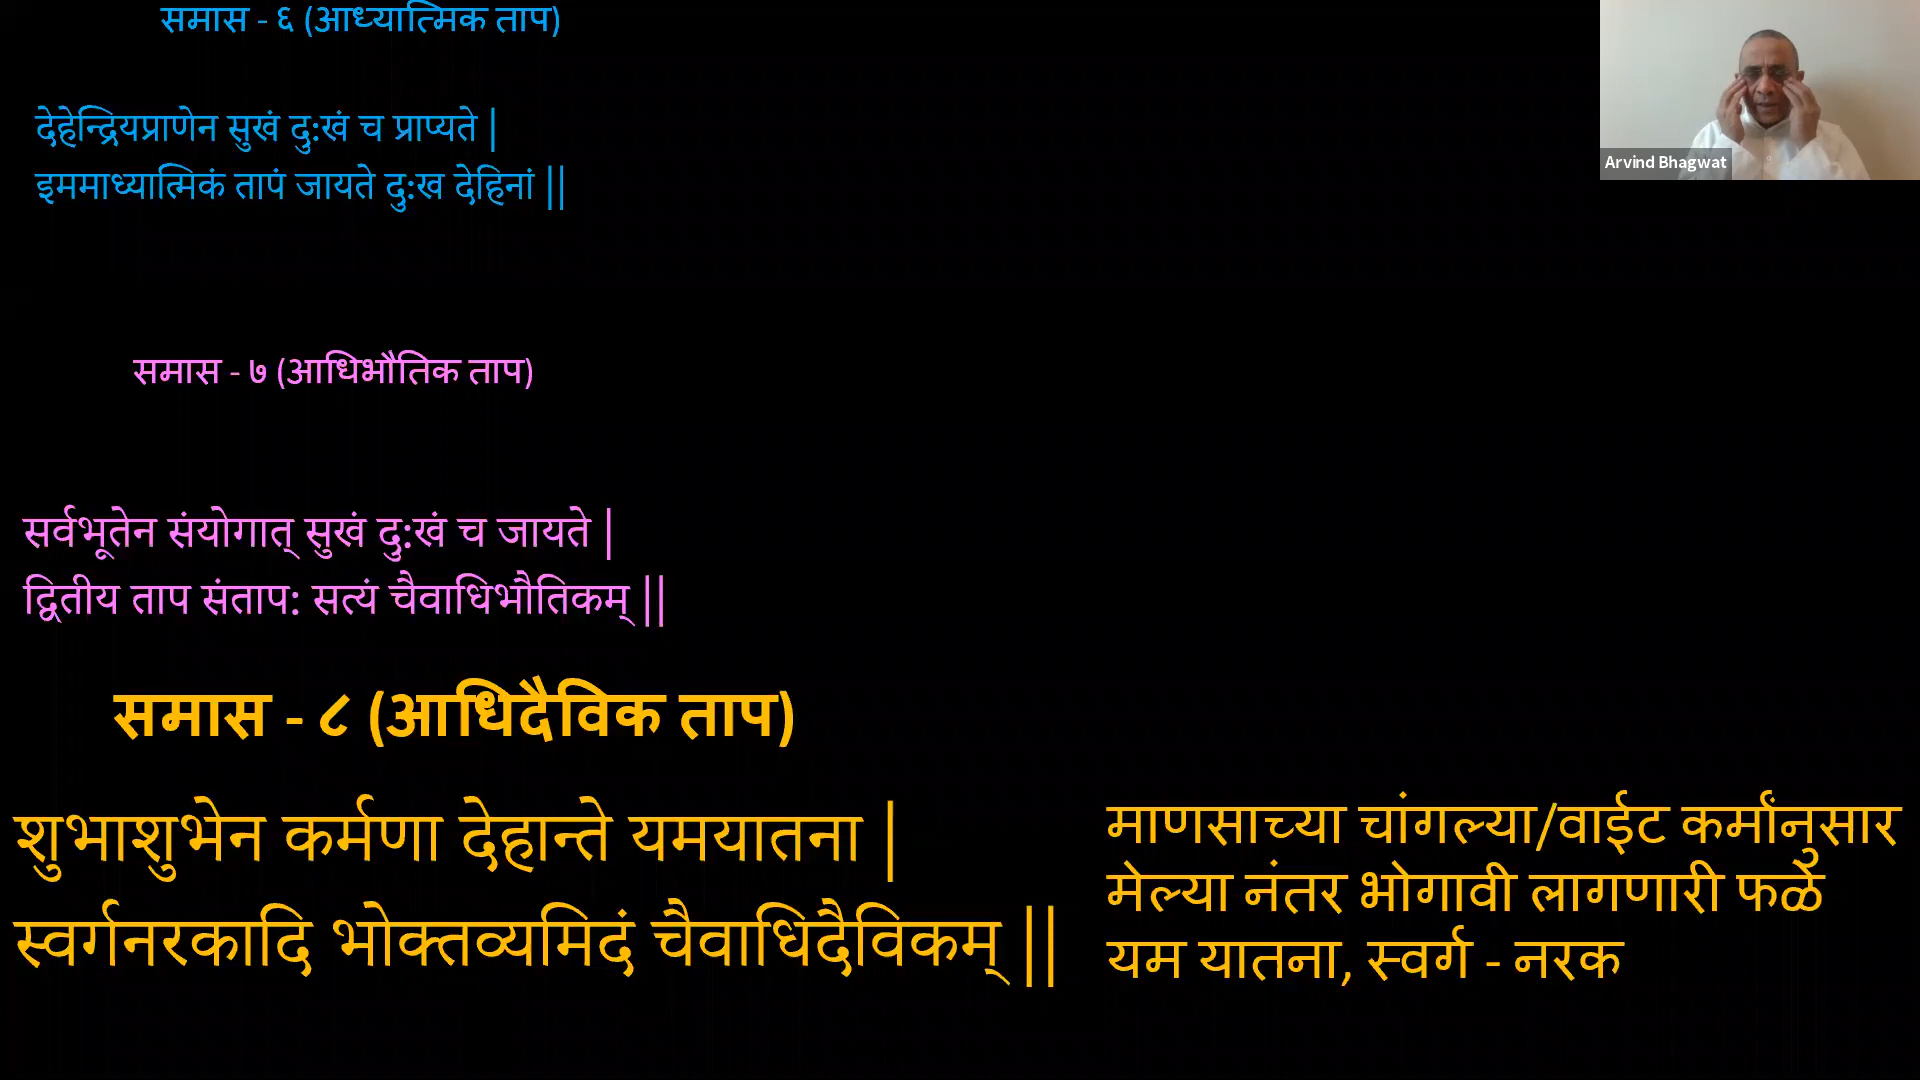 समास - ६ (आध्यात्मिक ताप)
देहेन्द्रियप्राणेन सुखं दु:खं च प्राप्यते |
इममाध्यात्मिकं तापं जायते दु:ख देहिनां ||
समास - ७ (आधिभौतिक ताप)
सर्वभूतेन संयोगात् सुखं दु:खं च जायते |
द्वितीय ताप संताप: सत्यं चैवाधिभौतिकम् ||
समास - ८ (आधिदैविक ताप)
शुभाशुभेन कर्मणा देहान्ते यमयातना |
स्वर्गनरकादि भोक्तव्यमिदं चैवाधिदैविकम् ||
माणसाच्या चांगल्या/वाईट कर्मांनुसार
मेल्या नंतर भोगावी लागणारी फळे
यम यातना, स्वर्ग - नरक
Arvind Bhagwat